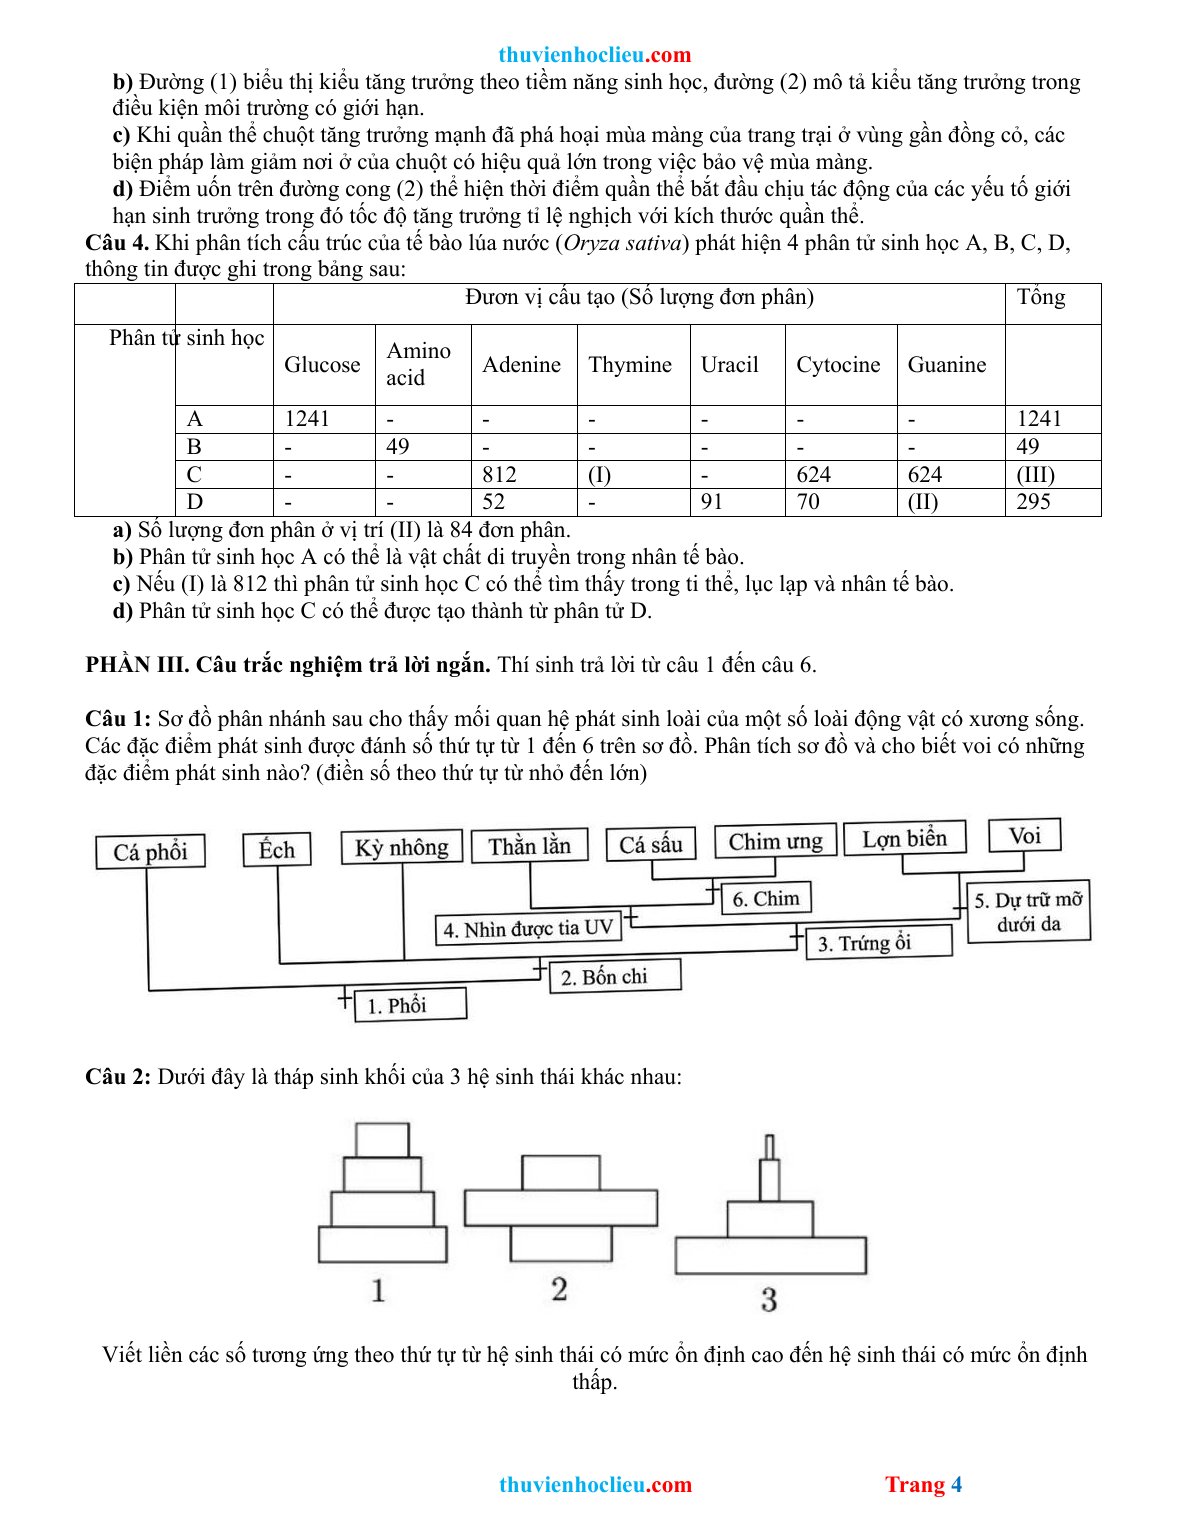 thuvienhoclieu.com
b) Đường (1) biểu thị kiểu tăng trưởng theo tiềm năng sinh học, đường (2) mô tả kiểu tăng trưởng trong
điều kiện môi trường có giới hạn.
c) Khi quần thể chuột tăng trưởng mạnh đã phá hoại mùa màng của trang trại ở vùng gần đồng cỏ, các
biện pháp làm giảm nơi ở của chuột có hiệu quả lớn trong việc bảo vệ mùa màng.
d) Điểm uốn trên đường cong (2) thể hiện thời điểm quần thể bắt đầu chịu tác động của các yếu tố giới
hạn sinh trưởng trong đó tốc độ tăng trưởng tỉ lệ nghịch với kích thước quần thể.
Câu 4. Khi phân tích cấu trúc của tế bào lúa nước (Oryza sativa) phát hiện 4 phân tử sinh học A, B, C, D,
thông tin được ghi trong bảng sau:
Đươn vị cấu tạo (Số lượng đơn phân) Tổng
Phân tử sinh học
Glucose Amino acid Adenine Thymine Uracil Cytocine Guanine
A 1241 - - - - - - 1241
B - 49 - - - - - 49
C - - 812 (I) - 624 624 (III)
D - - 52 - 91 70 (II) 295
a) Số lượng đơn phân ở vị trí (II) là 84 đơn phân.
b) Phân tử sinh học A có thể là vật chất di truyền trong nhân tế bào.
c) Nếu (I) là 812 thì phân tử sinh học C có thể tìm thấy trong ti thể, lục lạp và nhân tế bào.
d) Phân tử sinh học C có thể được tạo thành từ phân tử D.
PHẦN III. Câu trắc nghiệm trả lời ngắn. Thí sinh trả lời từ câu 1 đến câu 6.
Câu 1: Sơ đồ phân nhánh sau cho thấy mối quan hệ phát sinh loài của một số loài động vật có xương sống.
Các đặc điểm phát sinh được đánh số thứ tự từ 1 đến 6 trên sơ đồ. Phân tích sơ đồ và cho biết voi có những
đặc điểm phát sinh nào? (điền số theo thứ tự từ nhỏ đến lớn)
Cá phổi Ếch Kỳ nhông Thằn lằn Cá sấu Chim ưng Lợn biển Voi
6. Chim
5. Dự trữ mỡ
dưới da
4. Nhìn được tia UV
3. Trứng ối
2. Bốn chi
1. Phổi
Câu 2: Dưới đây là tháp sinh khối của 3 hệ sinh thái khác nhau:
1 2 3
Viết liền các số tương ứng theo thứ tự từ hệ sinh thái có mức ổn định cao đến hệ sinh thái có mức ổn định
thấp.
thuvienhoclieu.com Trang 4